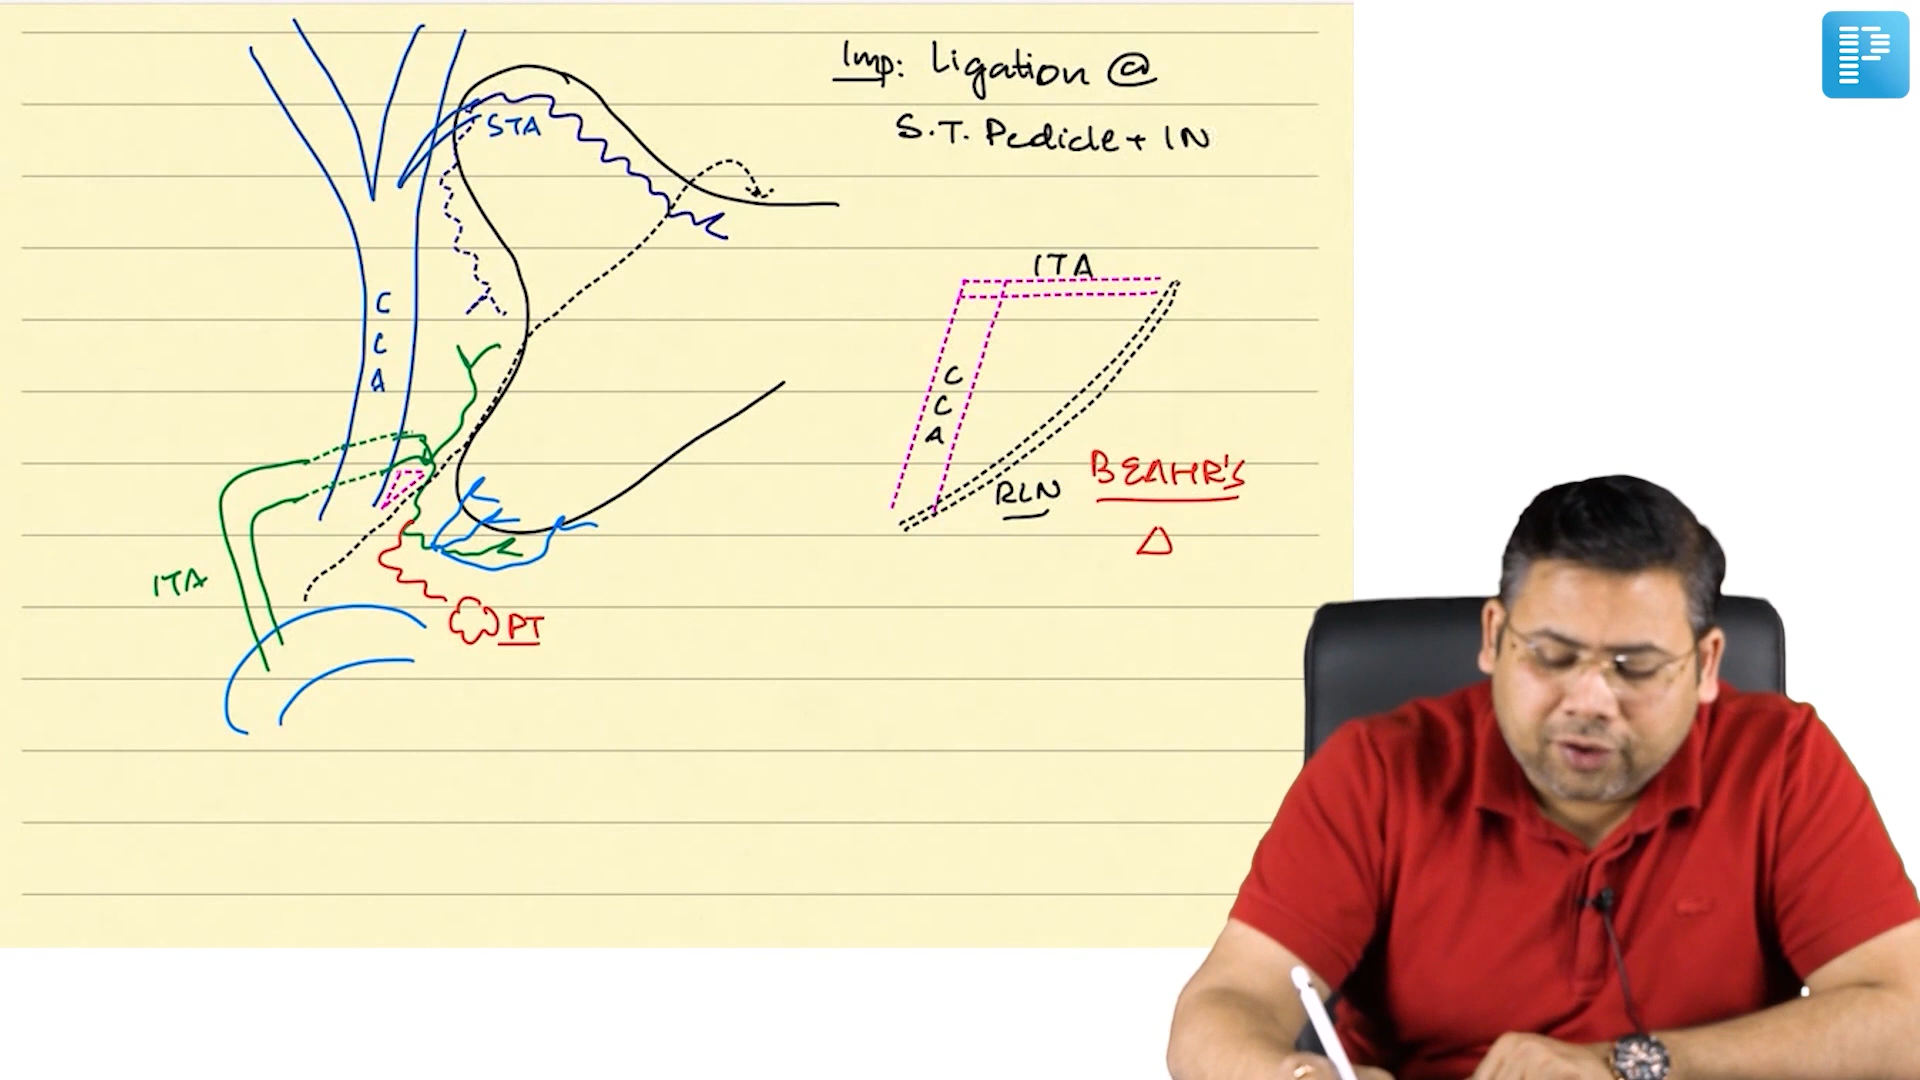 Imp: Ligation @
S.T. Pedicle + IN
STA
C
C
A
ITA
PT
ITA
C
C
A
RLN
BEAHR'S
Δ